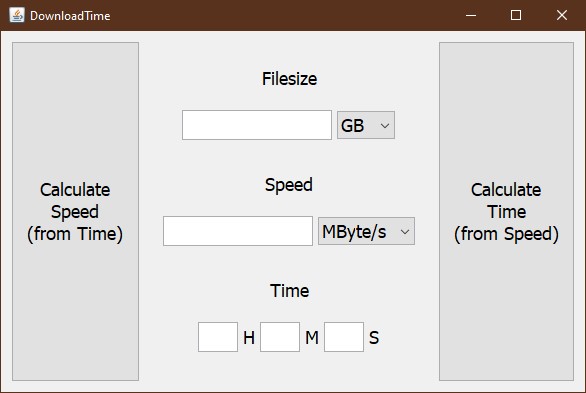 DownloadTime
Filesize
GB
Calculate
Speed
(from Time)
Speed
MByte/s
Calculate
Time
(from Speed)
Time
H M S